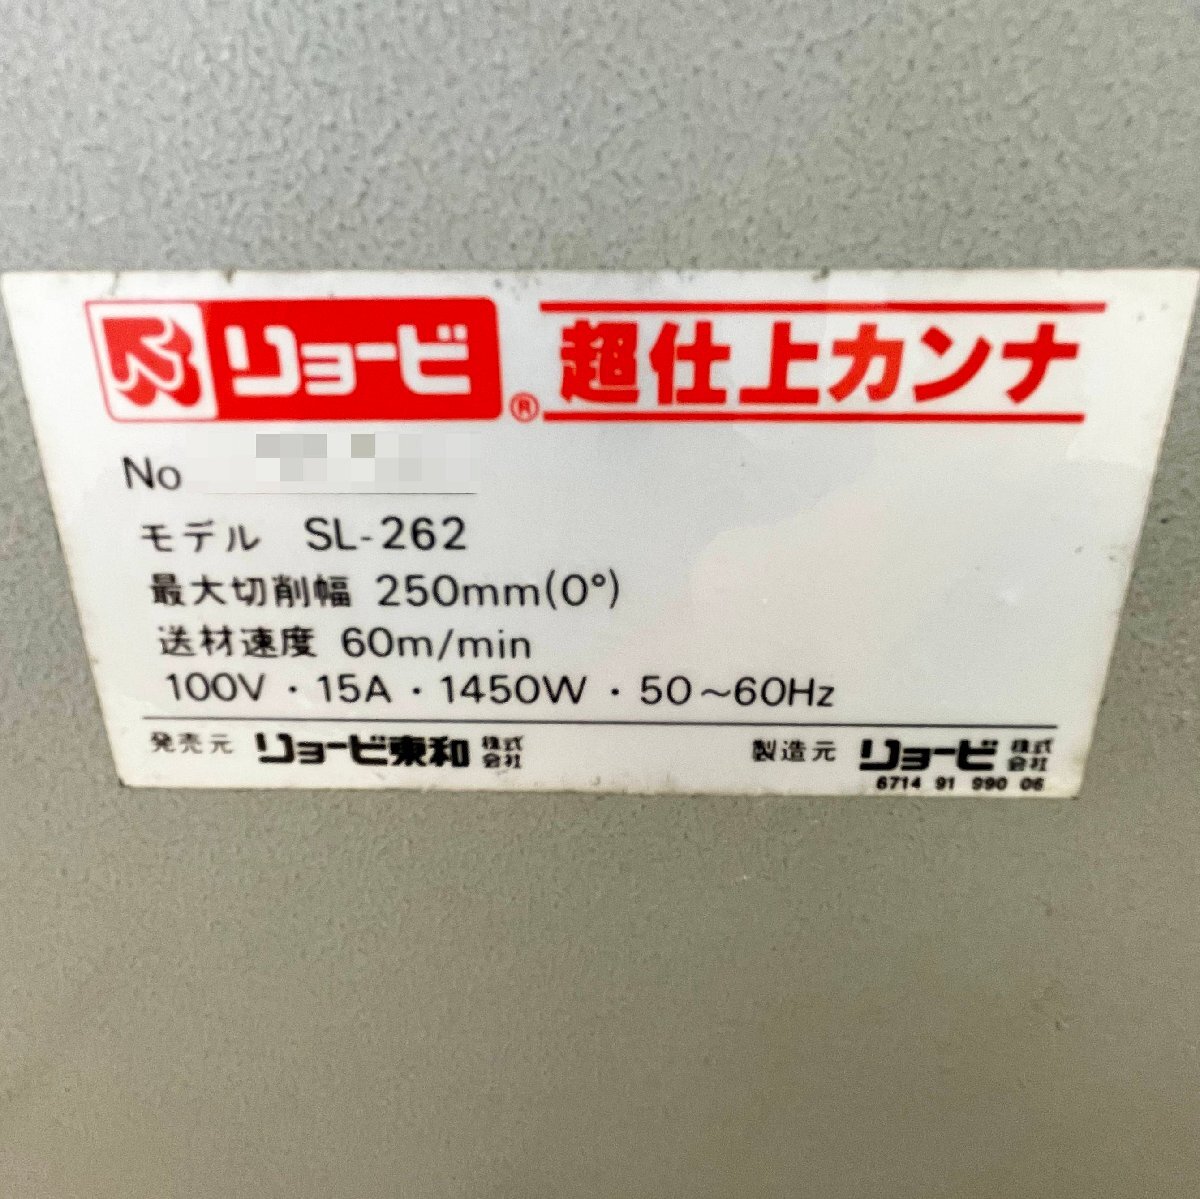 リョービ® 超仕上カンナ
No
モデル SL-262
最大切削幅 250mm(0°)
送材速度 60m/min
100V・15A・1450W・50～60Hz
発売元 リョービ東和株式会社 製造元 リョービ株式会社
6714 91 990 06